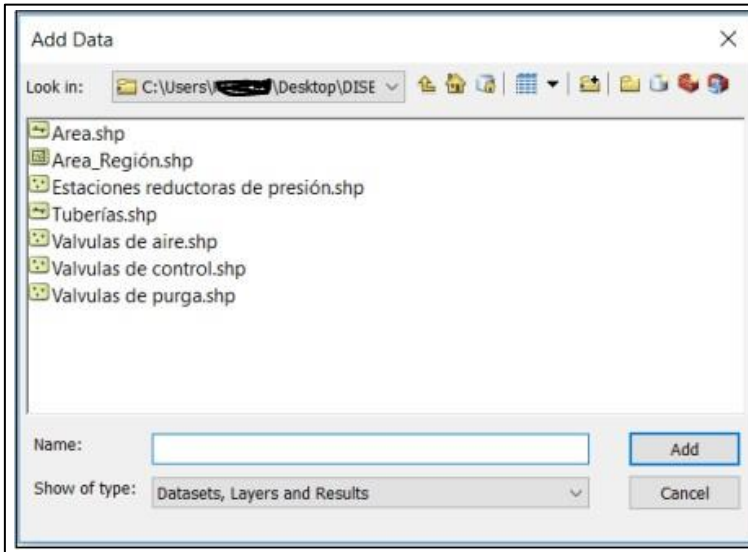 Add Data
Look in: C:\Users\ \Desktop\DISE
Area.shp
Area_Región.shp
Estaciones reductoras de presión.shp
Tuberías.shp
Valvulas de aire.shp
Valvulas de control.shp
Valvulas de purga.shp
Name:
Add
Show of type: Datasets, Layers and Results
Cancel